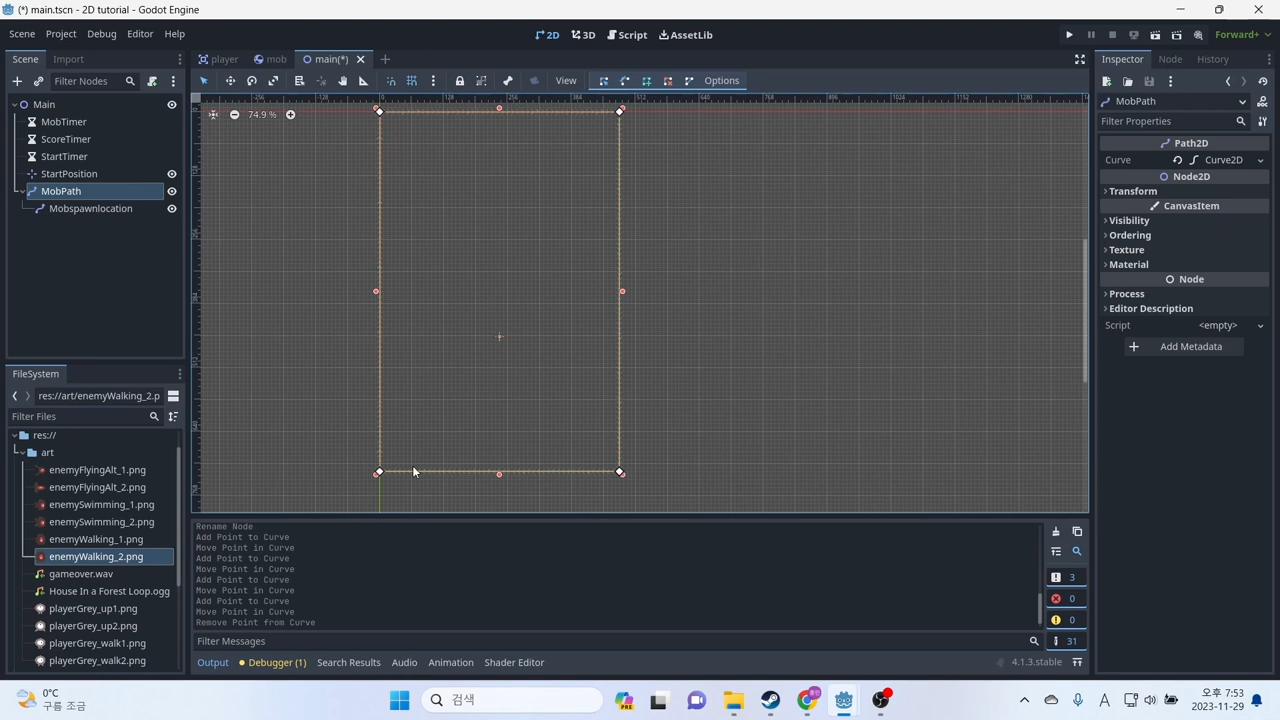 (*) main.tscn - 2D tutorial - Godot Engine
Scene Project Debug Editor Help
2D 3D Script AssetLib
Forward+
Scene Import
player mob main(*)
Inspector Node History
Filter Nodes
View Options
Main
MobTimer
ScoreTimer
StartTimer
StartPosition
MobPath
Mobspawnlocation
74.9 %
MobPath
Filter Properties
Path2D
Curve Curve2D
Node2D
Transform
CanvasItem
Visibility
Ordering
Texture
Material
Node
Process
Editor Description
Script <empty>
Add Metadata
FileSystem
res://art/enemyWalking_2.p
Filter Files
res://
art
enemyFlyingAlt_1.png
enemyFlyingAlt_2.png
enemySwimming_1.png
enemySwimming_2.png
enemyWalking_1.png
enemyWalking_2.png
gameover.wav
House In a Forest Loop.ogg
playerGrey_up1.png
playerGrey_up2.png
playerGrey_walk1.png
playerGrey_walk2.png
Rename Node
Add Point to Curve
Move Point in Curve
Add Point to Curve
Move Point in Curve
Add Point to Curve
Move Point in Curve
Add Point to Curve
Move Point in Curve
Remove Point from Curve
3
0
0
31
Filter Messages
Output Debugger (1) Search Results Audio Animation Shader Editor
4.1.3.stable
0°C
구름 조금
검색
A
오후 7:53
2023-11-29